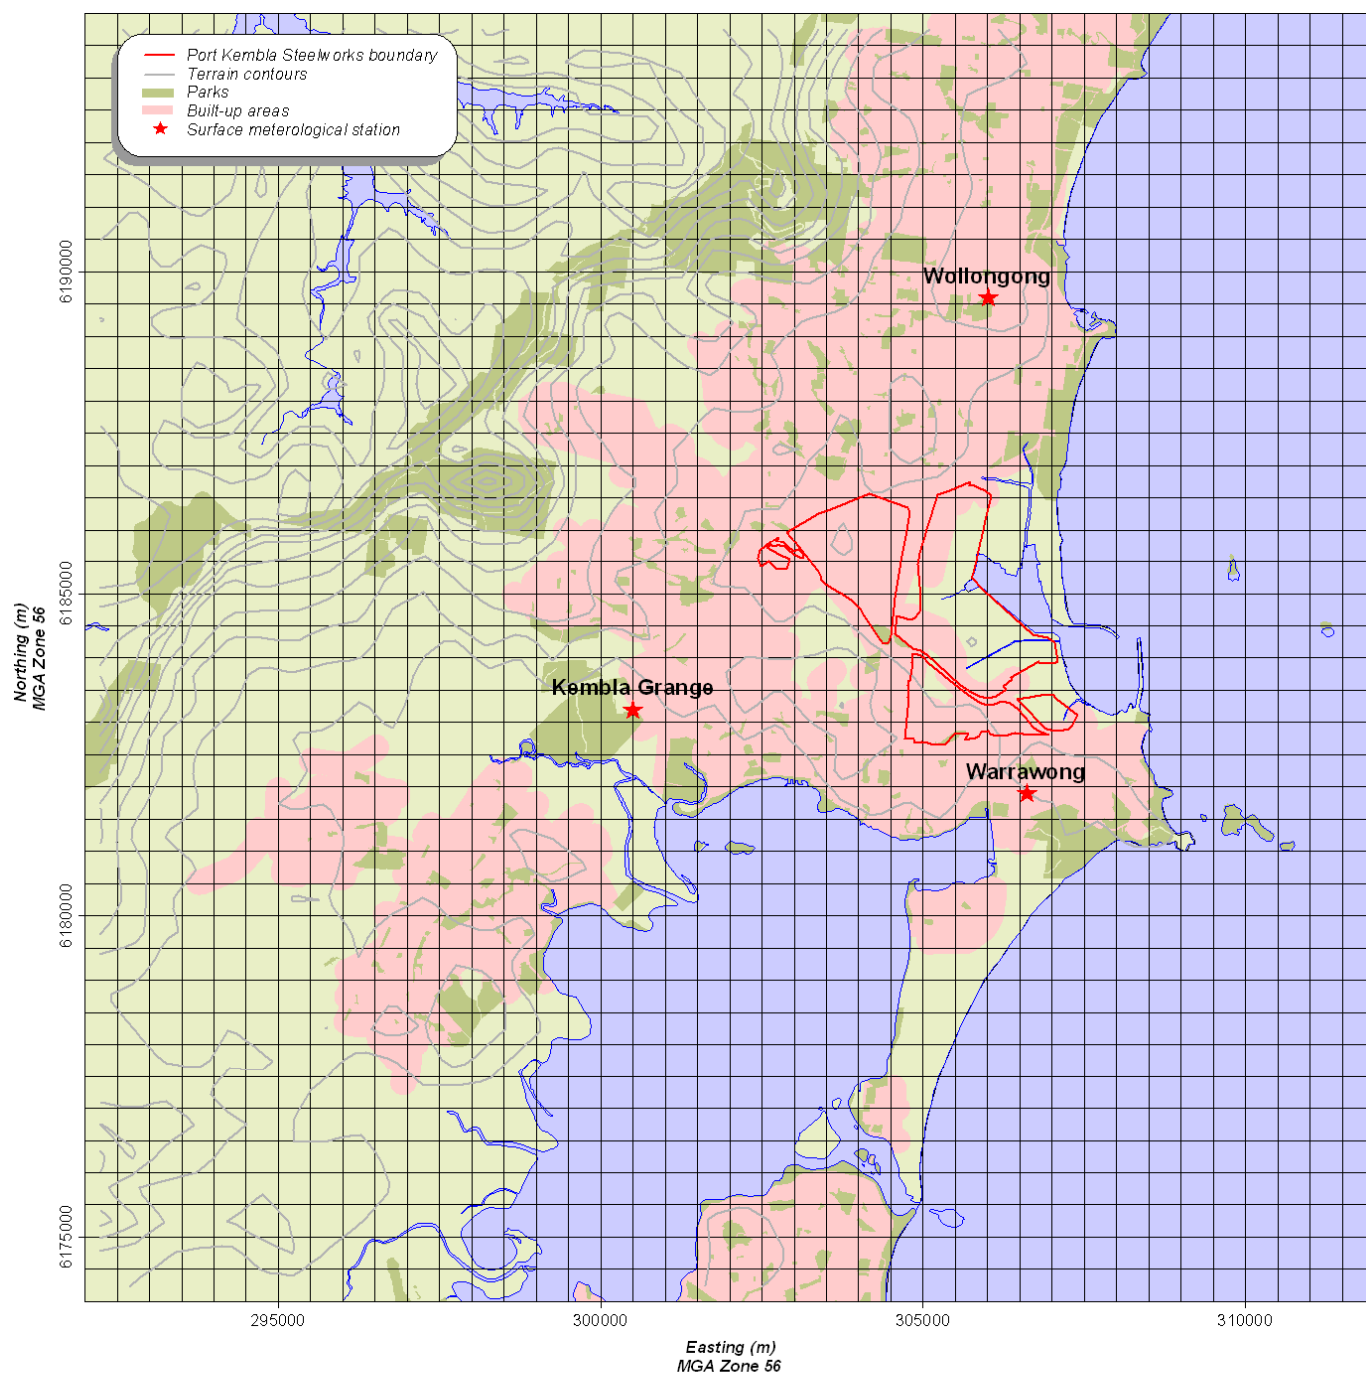 Port Kembla Steelworks boundary
Terrain contours
Parks
Built-up areas
Surface meterological station
Wollongong
Kembla Grange
Warrawong
6190000
6185000
6180000
6175000
Northing (m)
MGA Zone 56
295000
300000
305000
310000
Easting (m)
MGA Zone 56